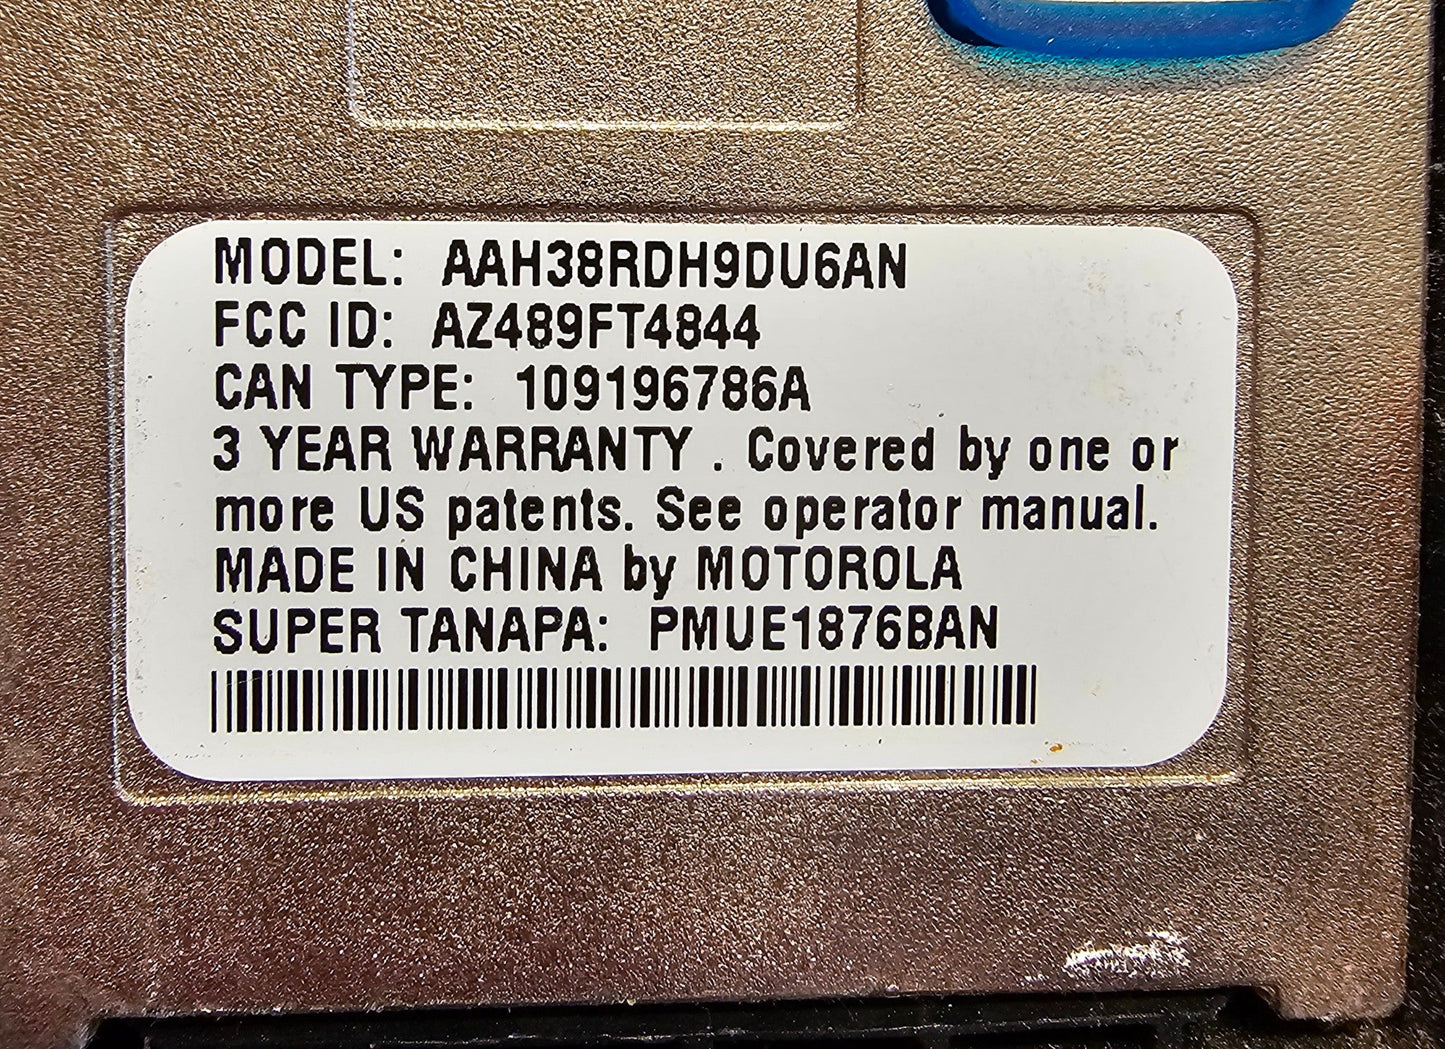 MODEL: AAH38RDH9DU6AN
FCC ID: AZ489FT4844
CAN TYPE: 109196786A
3 YEAR WARRANTY . Covered by one or
more US patents. See operator manual.
MADE IN CHINA by MOTOROLA
SUPER TANAPA: PMUE1876BAN